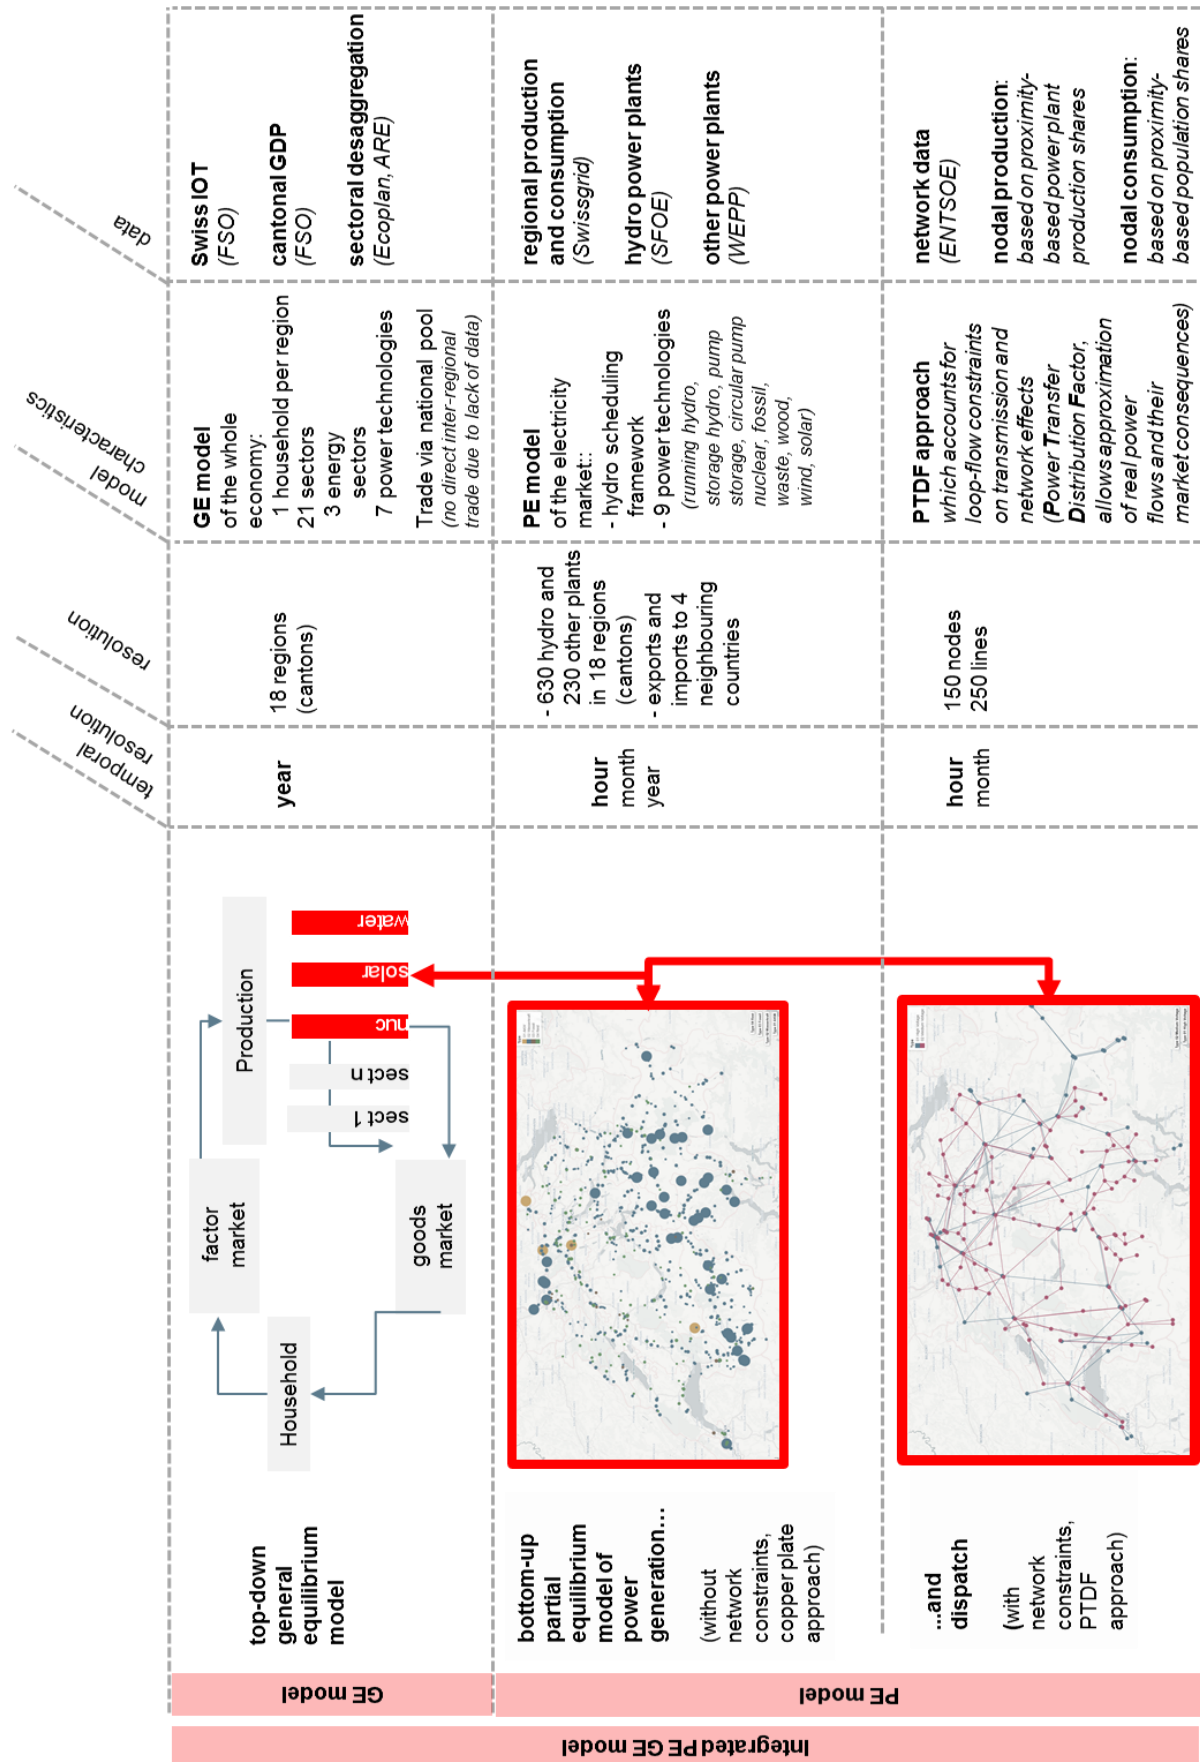 temporal
resolution
resolution
model
characteristics
data
Integrated PE GE model
GE model
top-down
general
equilibrium
model
Household
factor
market
Production
goods
market
sect 1
sect n
nuc
solar
water
year
18 regions
(cantons)
GE model
of the whole
economy:
1 household per region
21 sectors
3 energy
sectors
7 power technologies
Trade via national pool
(no direct inter-regional
trade due to lack of data)
Swiss IOT
(FSO)
cantonal GDP
(FSO)
sectoral desaggregation
(Ecoplan, ARE)
PE model
bottom-up
partial
equilibrium
model of
power
generation...
(without
network
constraints,
copper plate
approach)
hour
month
year
- 630 hydro and
230 other plants
in 18 regions
(cantons)
- exports and
imports to 4
neighbouring
countries
PE model
of the electricity
market::
- hydro scheduling
framework
- 9 power technologies
(running hydro,
storage hydro, pump
storage, circular pump
nuclear, fossil,
waste, wood,
wind, solar)
regional production
and consumption
(Swissgrid)
hydro power plants
(SFOE)
other power plants
(WEPP)
...and
dispatch
(with
network
constraints,
PTDF
approach)
hour
month
150 nodes
250 lines
PTDF approach
which accounts for
loop-flow constraints
on transmission and
network effects
(Power Transfer
Distribution Factor,
allows approximation
of real power
flows and their
market consequences)
network data
(ENTSOE)
nodal production:
based on proximity-
based power plant
production shares
nodal consumption:
based on proximity-
based population shares